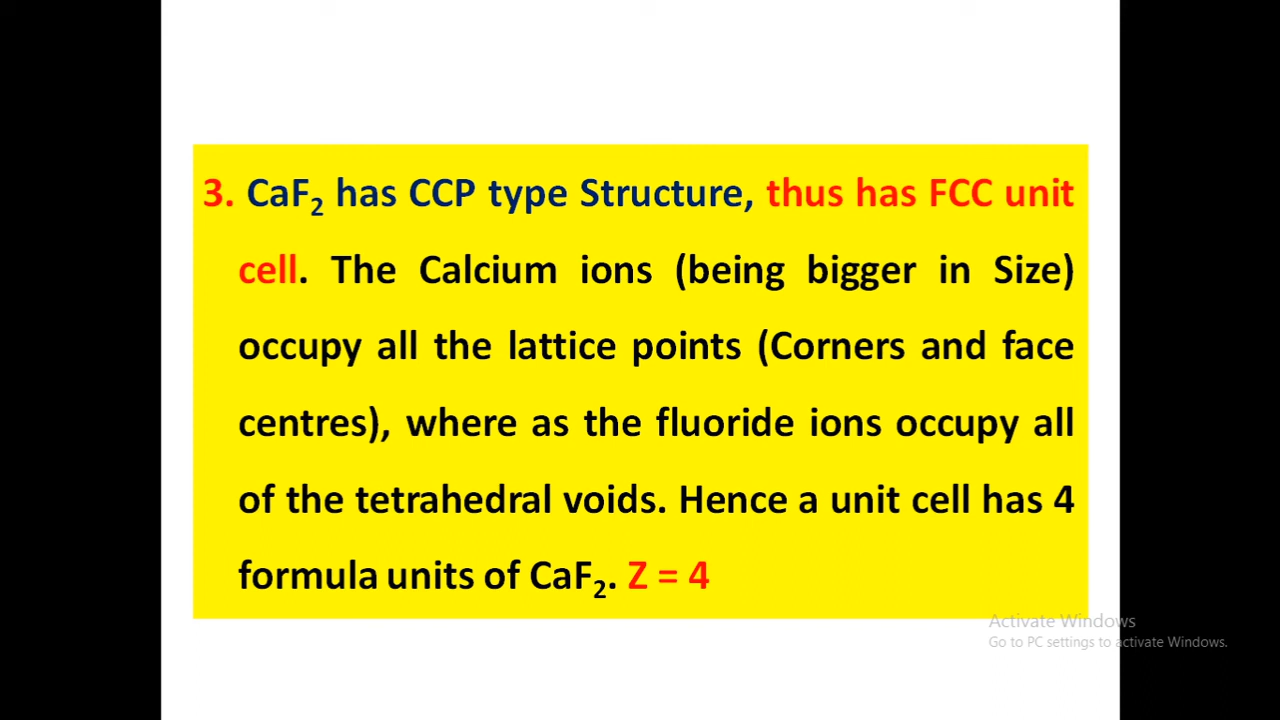 3. CaF₂ has CCP type Structure, thus has FCC unit
cell. The Calcium ions (being bigger in Size)
occupy all the lattice points (Corners and face
centres), where as the fluoride ions occupy all
of the tetrahedral voids. Hence a unit cell has 4
formula units of CaF₂. Z = 4
Activate Windows
Go to PC settings to activate Windows.